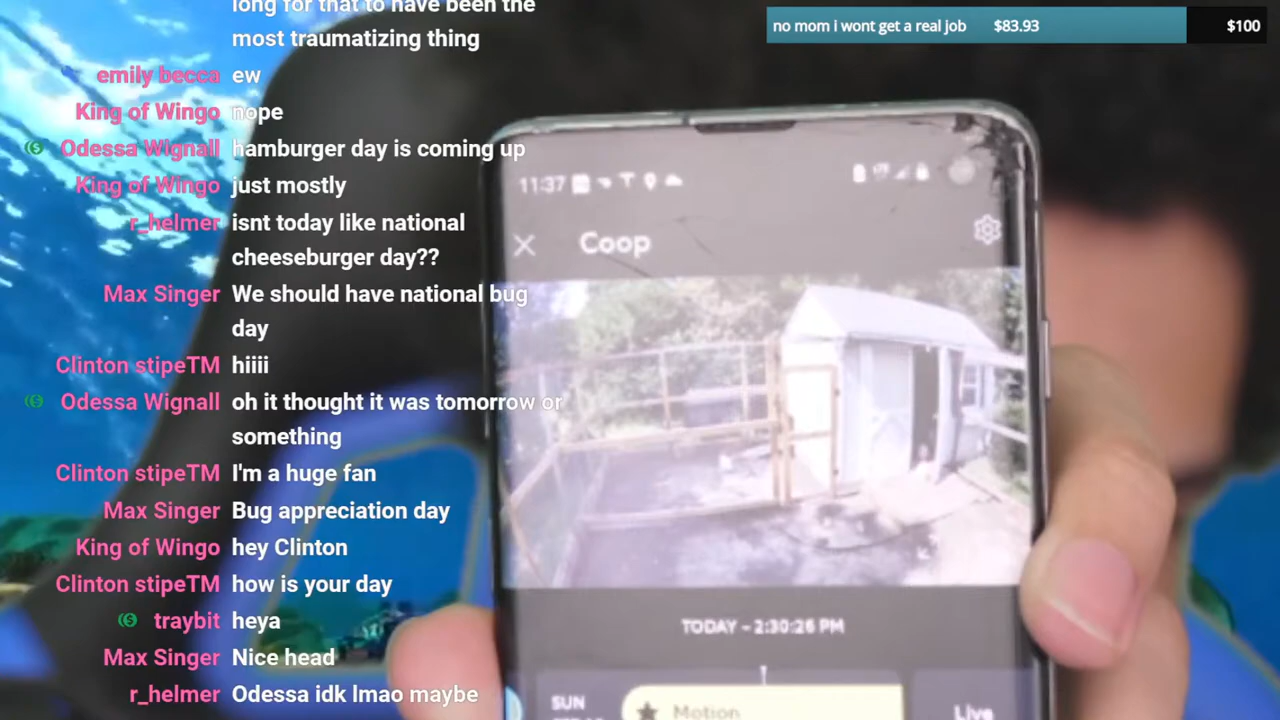 long for that to have been the
most traumatizing thing
emily becca ew
King of Wingo nope
Odessa Wignall hamburger day is coming up
King of Wingo just mostly
r_helmer isnt today like national
cheeseburger day??
Max Singer We should have national bug
day
Clinton stipeTM hiiii
Odessa Wignall oh it thought it was tomorrow or
something
Clinton stipeTM I'm a huge fan
Max Singer Bug appreciation day
King of Wingo hey Clinton
Clinton stipeTM how is your day
traybit heya
Max Singer Nice head
r_helmer Odessa idk lmao maybe
no mom i wont get a real job $83.93 $100
11:37
Coop
TODAY - 2:30:26 PM
SUN
Motion
Live